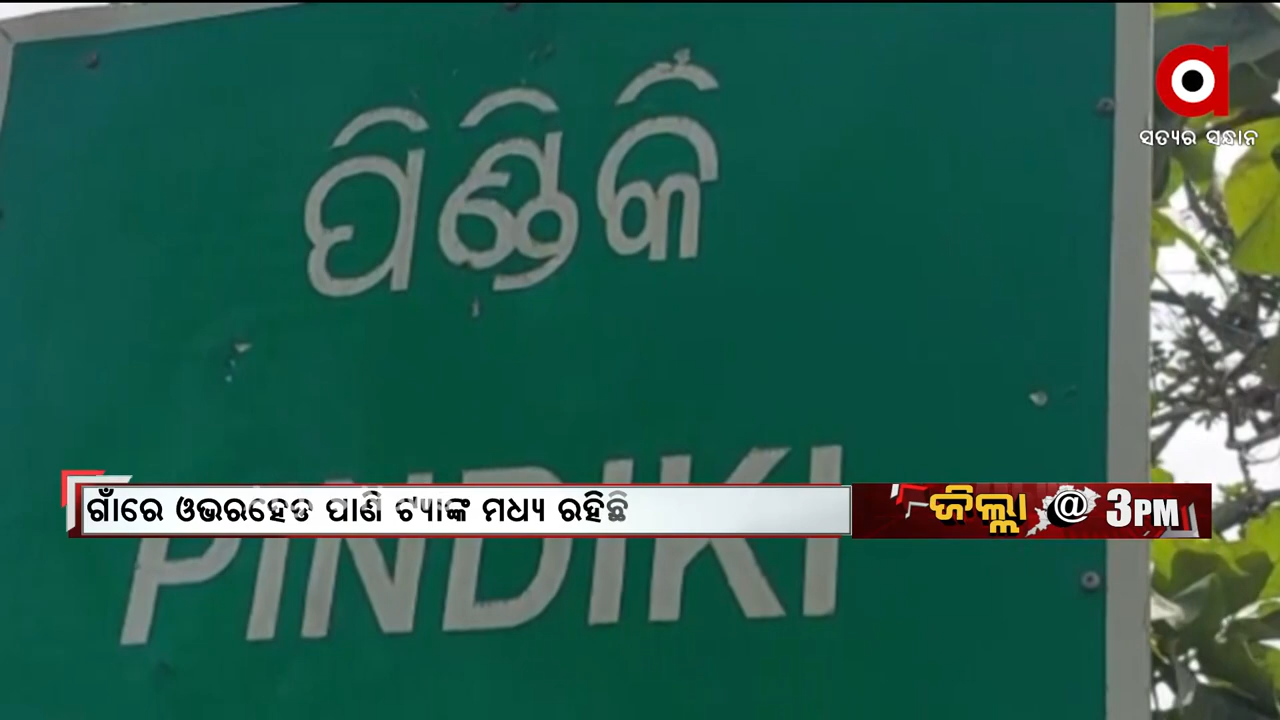 ପିଣ୍ଡିକି
ସତ୍ୟର ସନ୍ଧାନ
PINDIKI
ଗାଁରେ ଓଭରହେଡ ପାଣି ଟ୍ୟାଙ୍କ ମଧ୍ୟ ରହିଛି
ଜିଲ୍ଲା @ 3PM